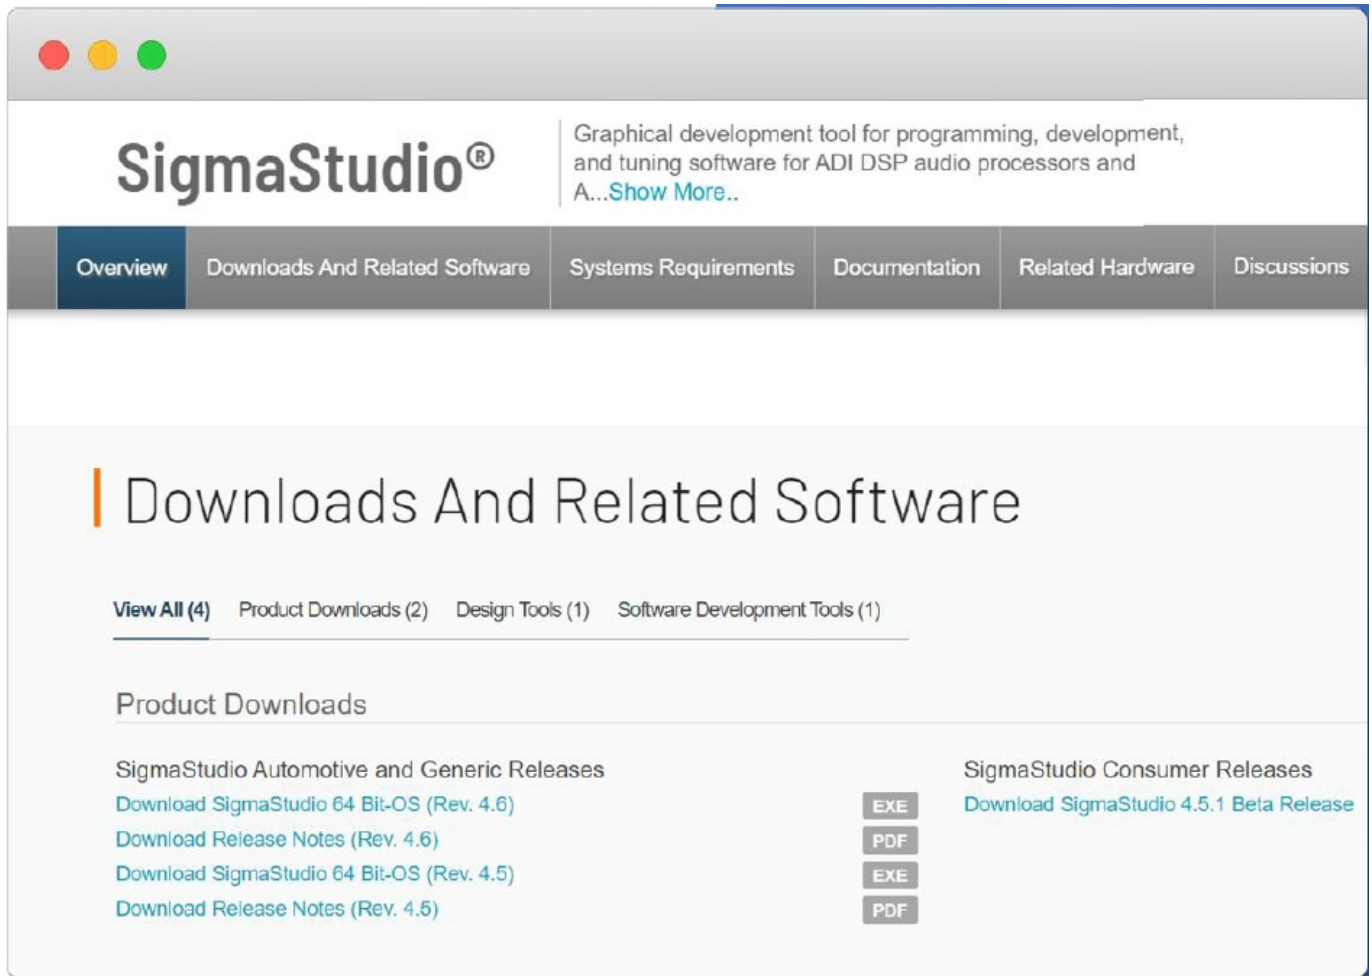 SigmaStudio®
Graphical development tool for programming, development,
and tuning software for ADI DSP audio processors and
A...Show More..
Overview
Downloads And Related Software
Systems Requirements
Documentation
Related Hardware
Discussions
Downloads And Related Software
View All (4)
Product Downloads (2)
Design Tools (1)
Software Development Tools (1)
Product Downloads
SigmaStudio Automotive and Generic Releases
Download SigmaStudio 64 Bit-OS (Rev. 4.6) EXE
Download Release Notes (Rev. 4.6) PDF
Download SigmaStudio 64 Bit-OS (Rev. 4.5) EXE
Download Release Notes (Rev. 4.5) PDF
SigmaStudio Consumer Releases
Download SigmaStudio 4.5.1 Beta Release